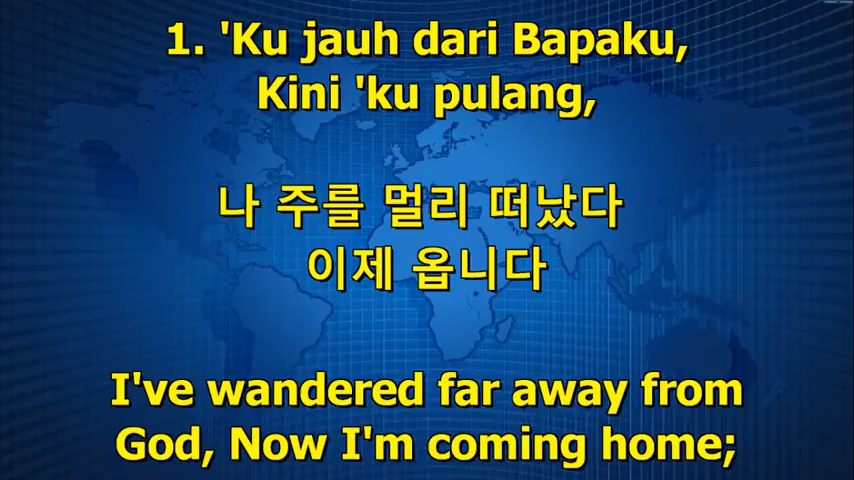 1. 'Ku jauh dari Bapaku,
Kini 'ku pulang,
나 주를 멀리 떠났다
이제 옵니다
I've wandered far away from
God, Now I'm coming home;